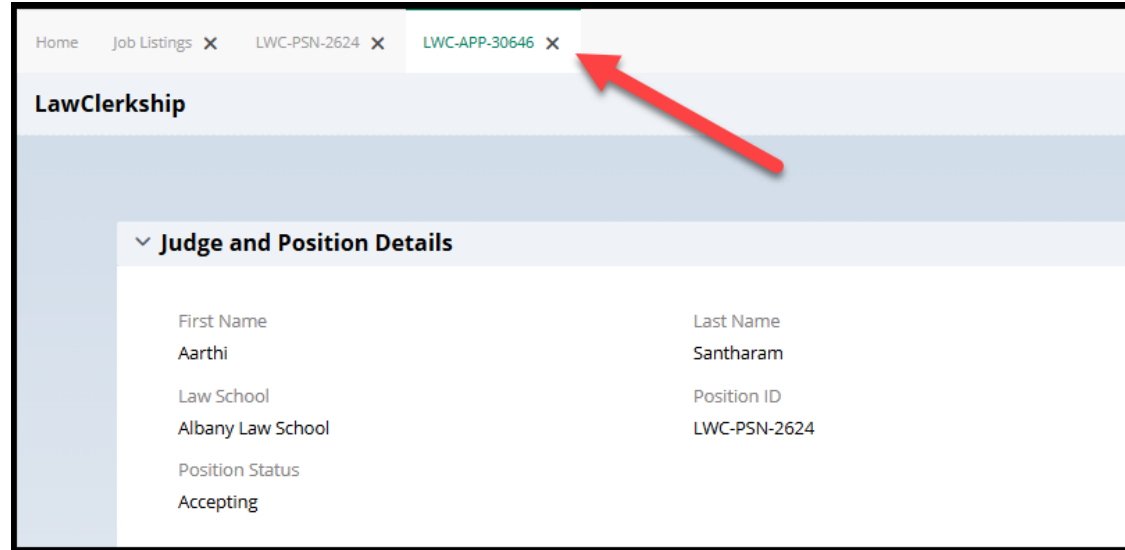 Home Job Listings X LWC-PSN-2624 X LWC-APP-30646 X
LawClerkship
Judge and Position Details
First Name Last Name
Aarthi Santharam
Law School Position ID
Albany Law School LWC-PSN-2624
Position Status
Accepting